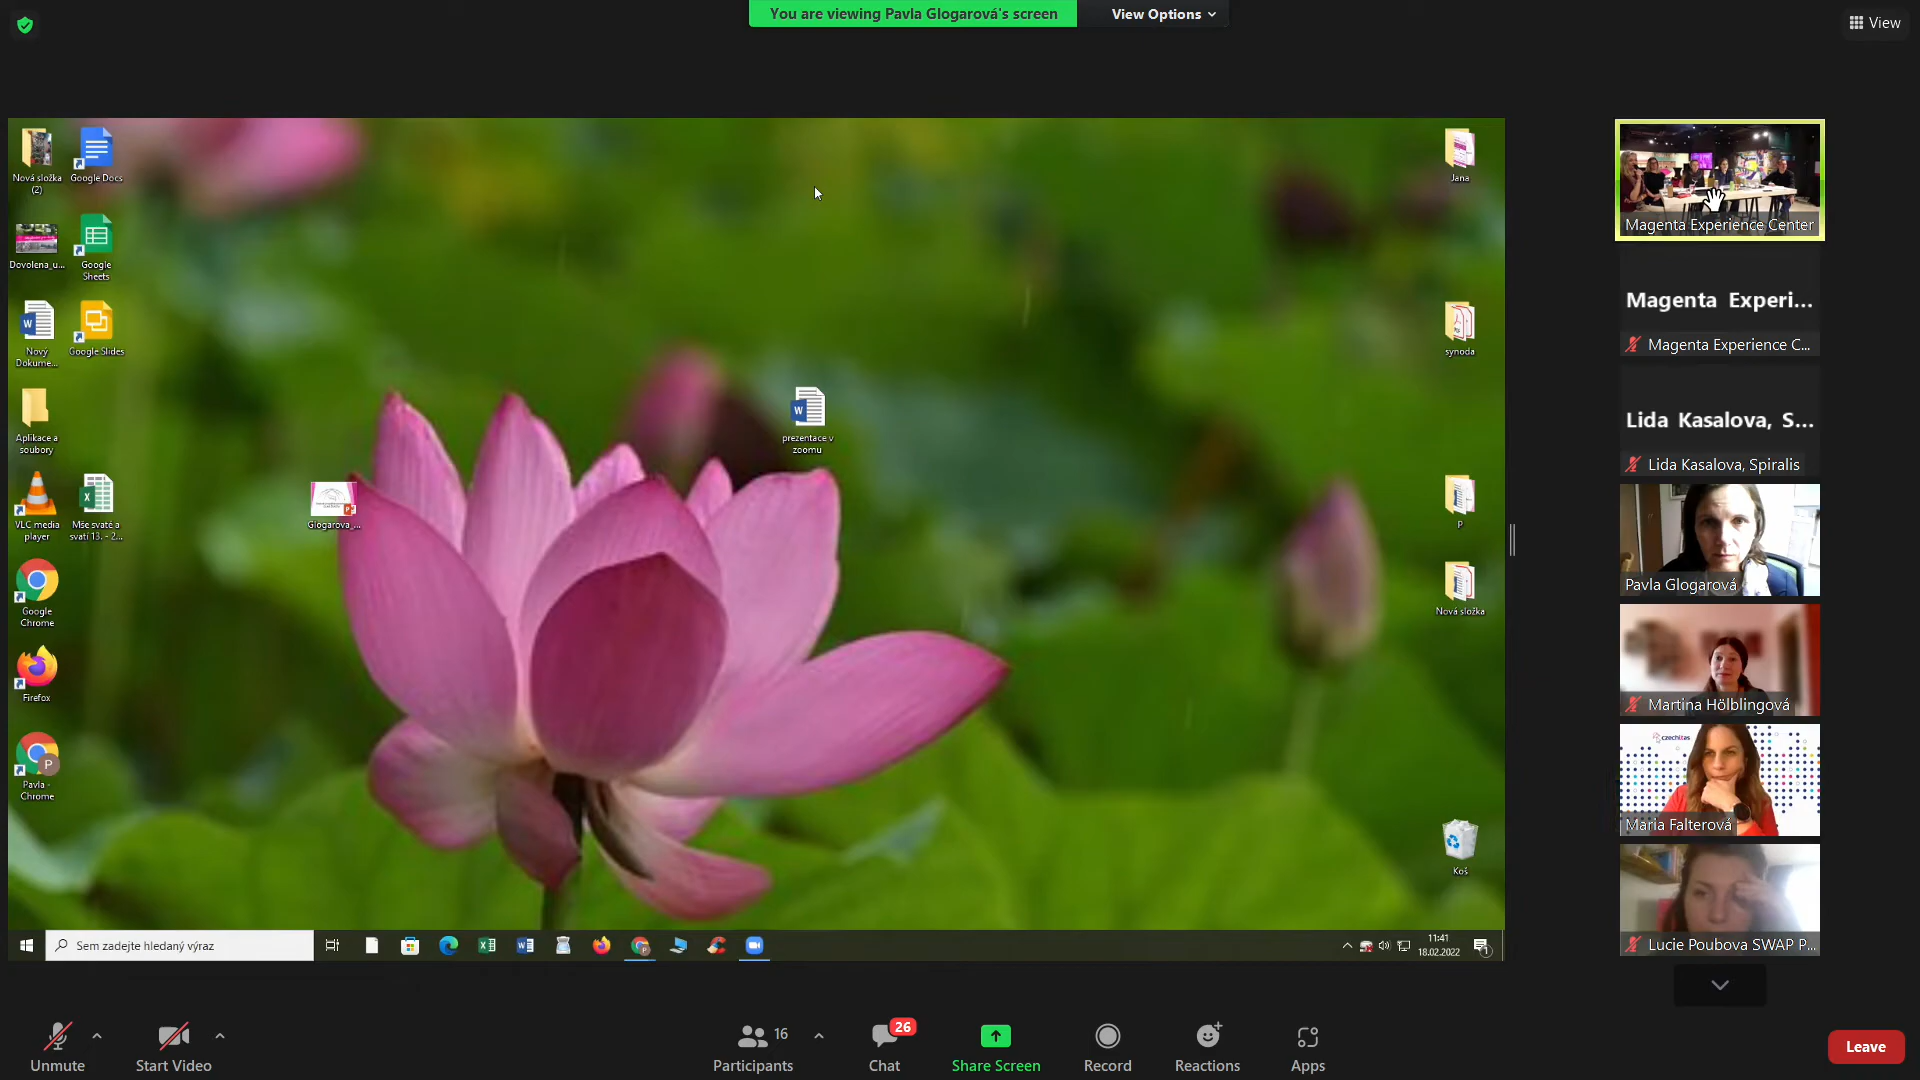 You are viewing Pavla Glogarová's screen
View Options
View
Nová složka
(2)
Google Docs
Dovolena_u...
Google
Sheets
Nový
Dokume...
Google Slides
Aplikace a
soubory
VLC media
player
Mše svaté a
svatí 13. - 2...
Google
Chrome
Firefox
P
Pavla -
Chrome
Glogarova_...
prezentace v
zoomu
Jana
synoda
P
Nová složka
Koš
Sem zadejte hledaný výraz
11:41
18.02.2022
1
Magenta Experience Center
Magenta Experi...
Magenta Experience C...
Lida Kasalova, S...
Lida Kasalova, Spiralis
Pavla Glogarová
Martina Hölblingová
czechitas
Maria Falterová
Lucie Poubova SWAP P...
Unmute
Start Video
16
Participants
26
Chat
Share Screen
Record
Reactions
Apps
Leave